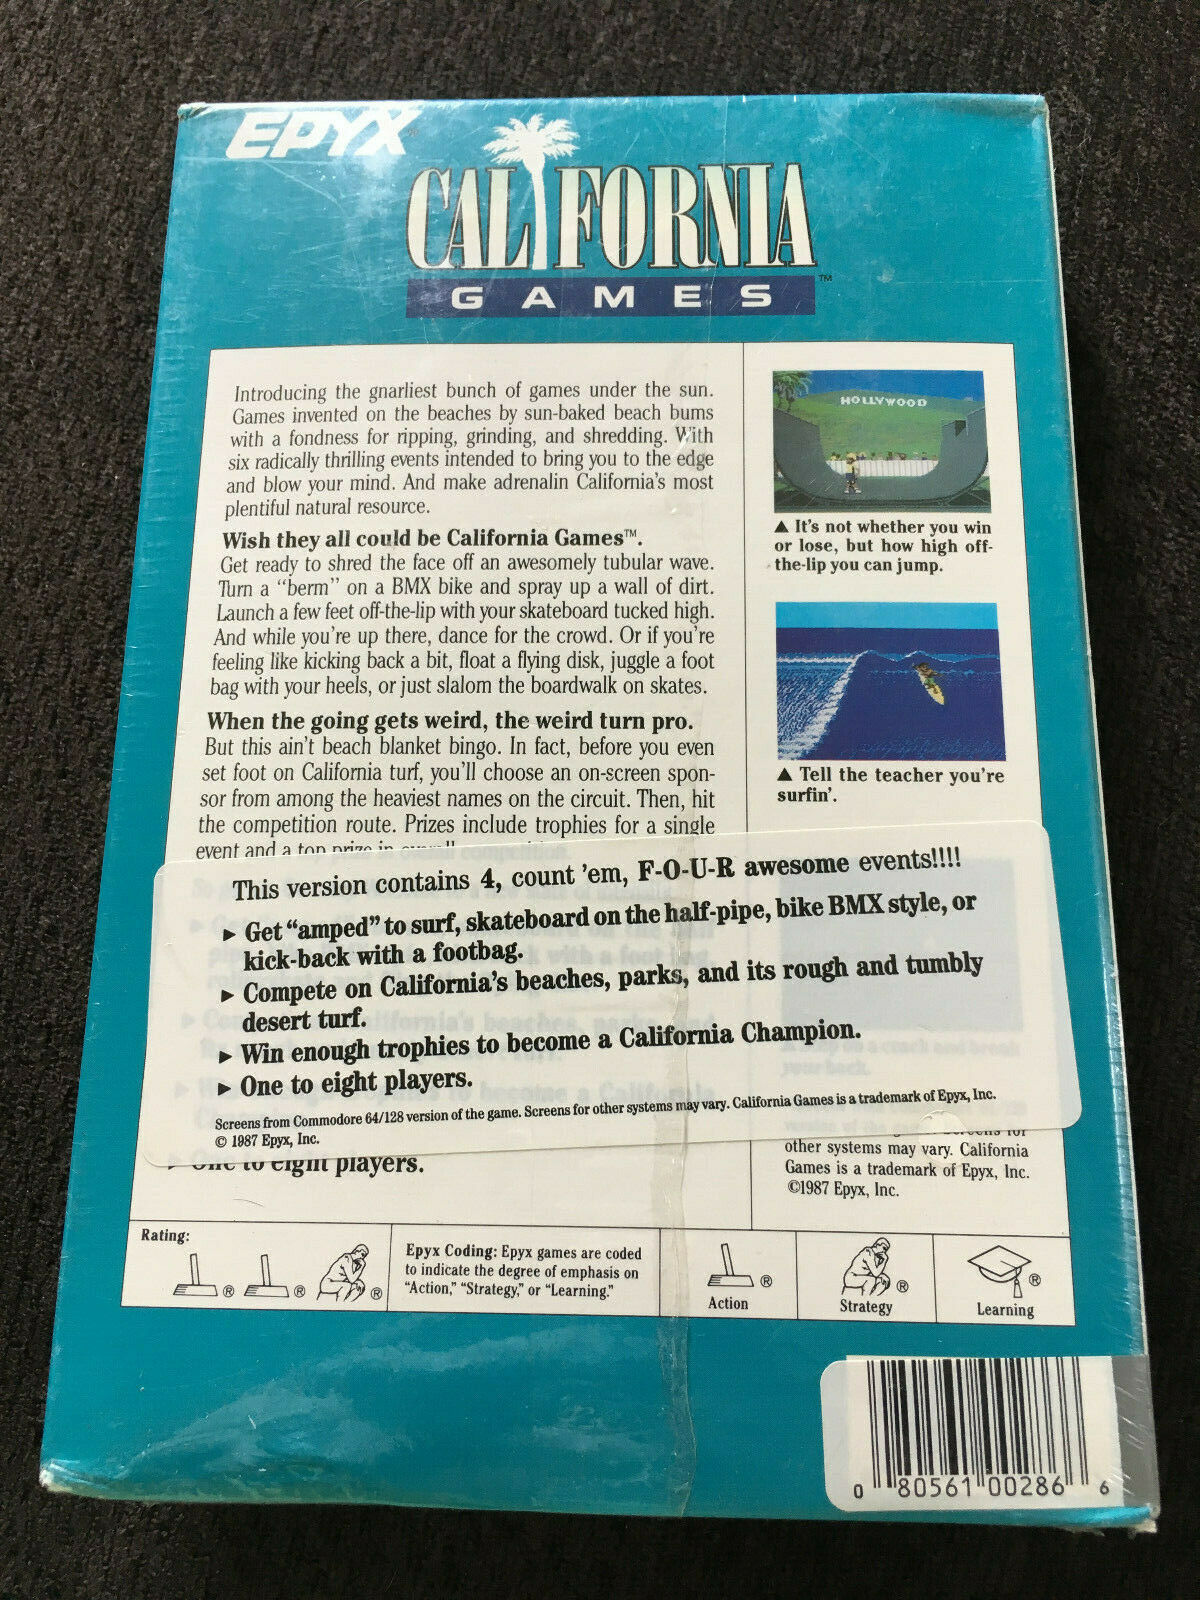 EPYX®
CALIFORNIA
GAMES™
Introducing the gnarliest bunch of games under the sun.
Games invented on the beaches by sun-baked beach bums
with a fondness for ripping, grinding, and shredding. With
six radically thrilling events intended to bring you to the edge
and blow your mind. And make adrenalin California's most
plentiful natural resource.
Wish they all could be California Games™.
Get ready to shred the face off an awesomely tubular wave.
Turn a "berm" on a BMX bike and spray up a wall of dirt.
Launch a few feet off-the-lip with your skateboard tucked high.
And while you're up there, dance for the crowd. Or if you're
feeling like kicking back a bit, float a flying disk, juggle a foot
bag with your heels, or just slalom the boardwalk on skates.
When the going gets weird, the weird turn pro.
But this ain't beach blanket bingo. In fact, before you even
set foot on California turf, you'll choose an on-screen spon-
sor from among the heaviest names on the circuit. Then, hit
the competition route. Prizes include trophies for a single
event and a top prize in overall competition.
HOLLYWOOD
▲ It's not whether you win
or lose, but how high off-
the-lip you can jump.
▲ Tell the teacher you're
surfin'.
This version contains 4, count 'em, F-O-U-R awesome events!!!!
► Get "amped" to surf, skateboard on the half-pipe, bike BMX style, or
kick-back with a footbag.
► Compete on California's beaches, parks, and its rough and tumbly
desert turf.
► Win enough trophies to become a California Champion.
► One to eight players.
Screens from Commodore 64/128 version of the game. Screens for other systems may vary. California Games is a trademark of Epyx, Inc.
© 1987 Epyx, Inc.
► One to eight players.
Screens for
other systems may vary. California
Games is a trademark of Epyx, Inc.
©1987 Epyx, Inc.
Rating:
® ® ®
Epyx Coding: Epyx games are coded
to indicate the degree of emphasis on
"Action," "Strategy," or "Learning."
®
Action
®
Strategy
®
Learning
0 80561 00286 6